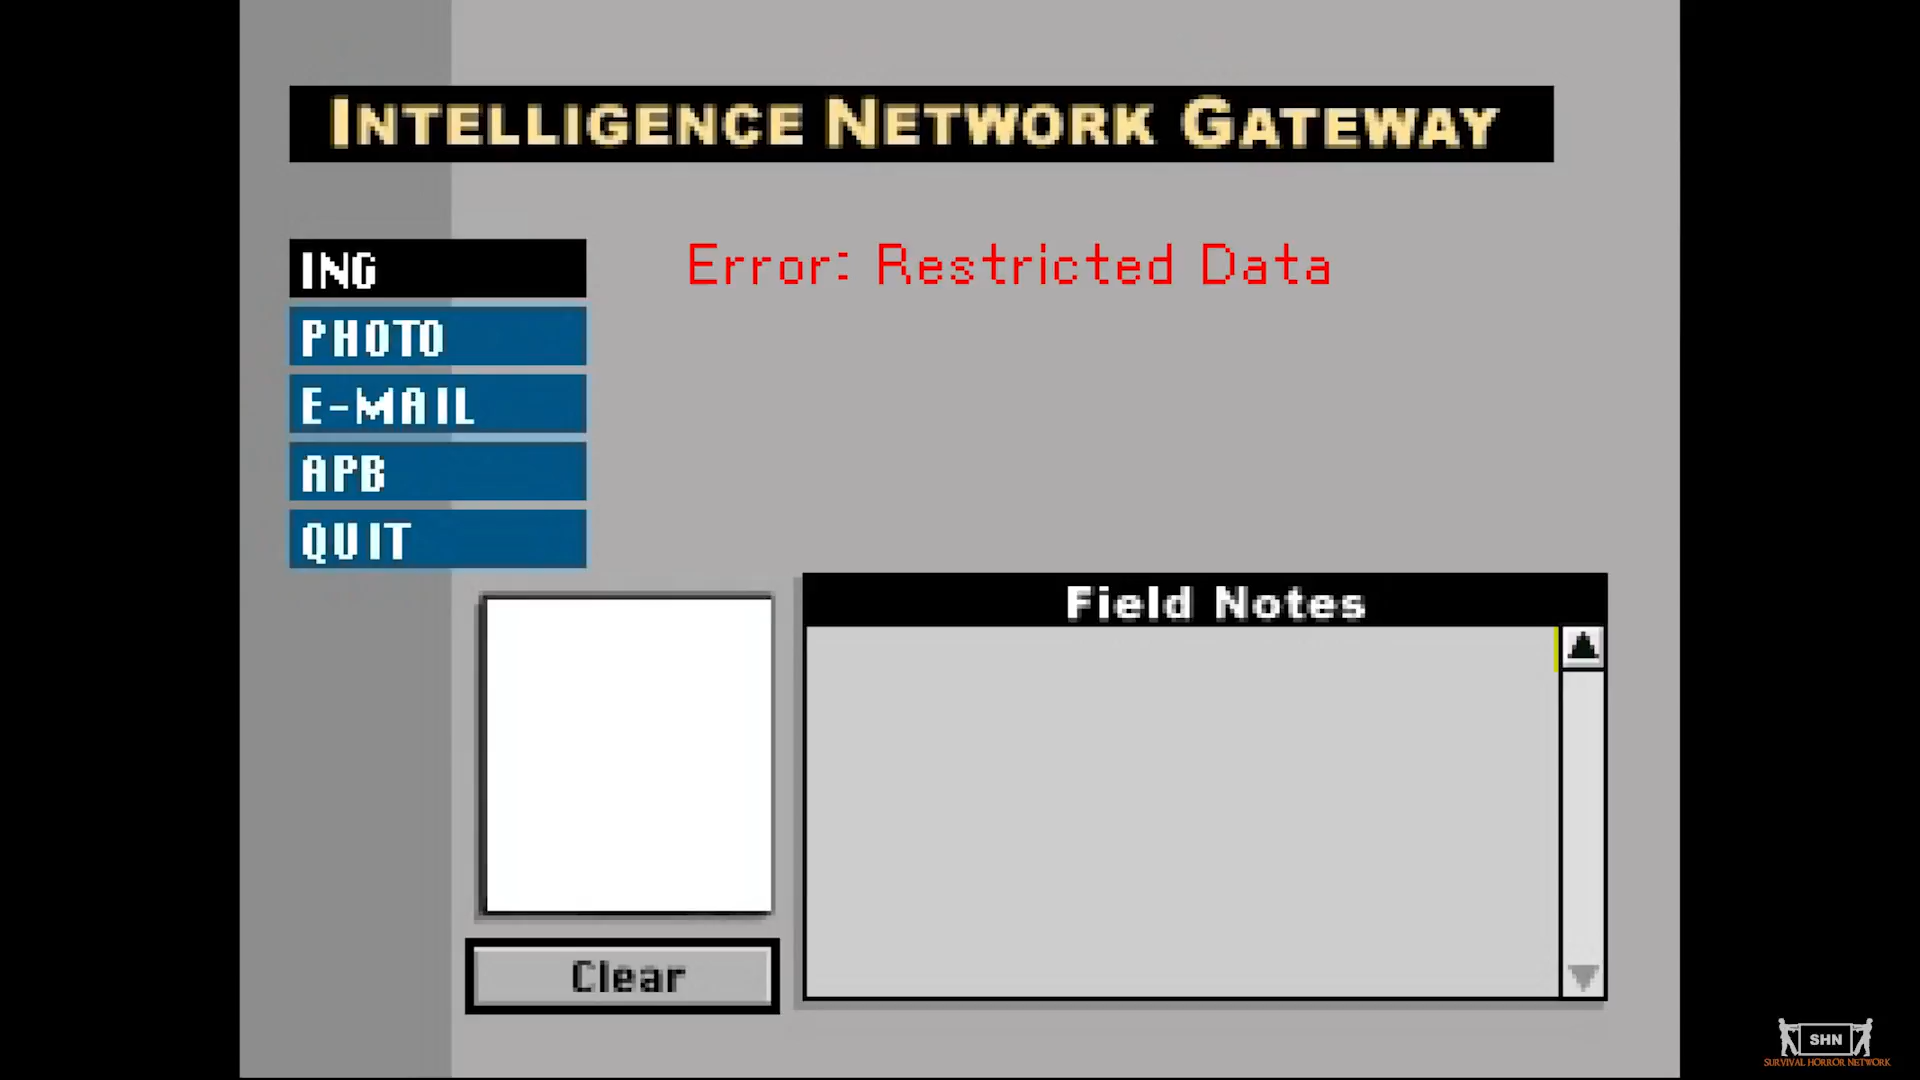 INTELLIGENCE NETWORK GATEWAY
ING
Error: Restricted Data
PHOTO
E-MAIL
APB
QUIT
Field Notes
Clear
SHN
SURVIVAL HORROR NETWORK